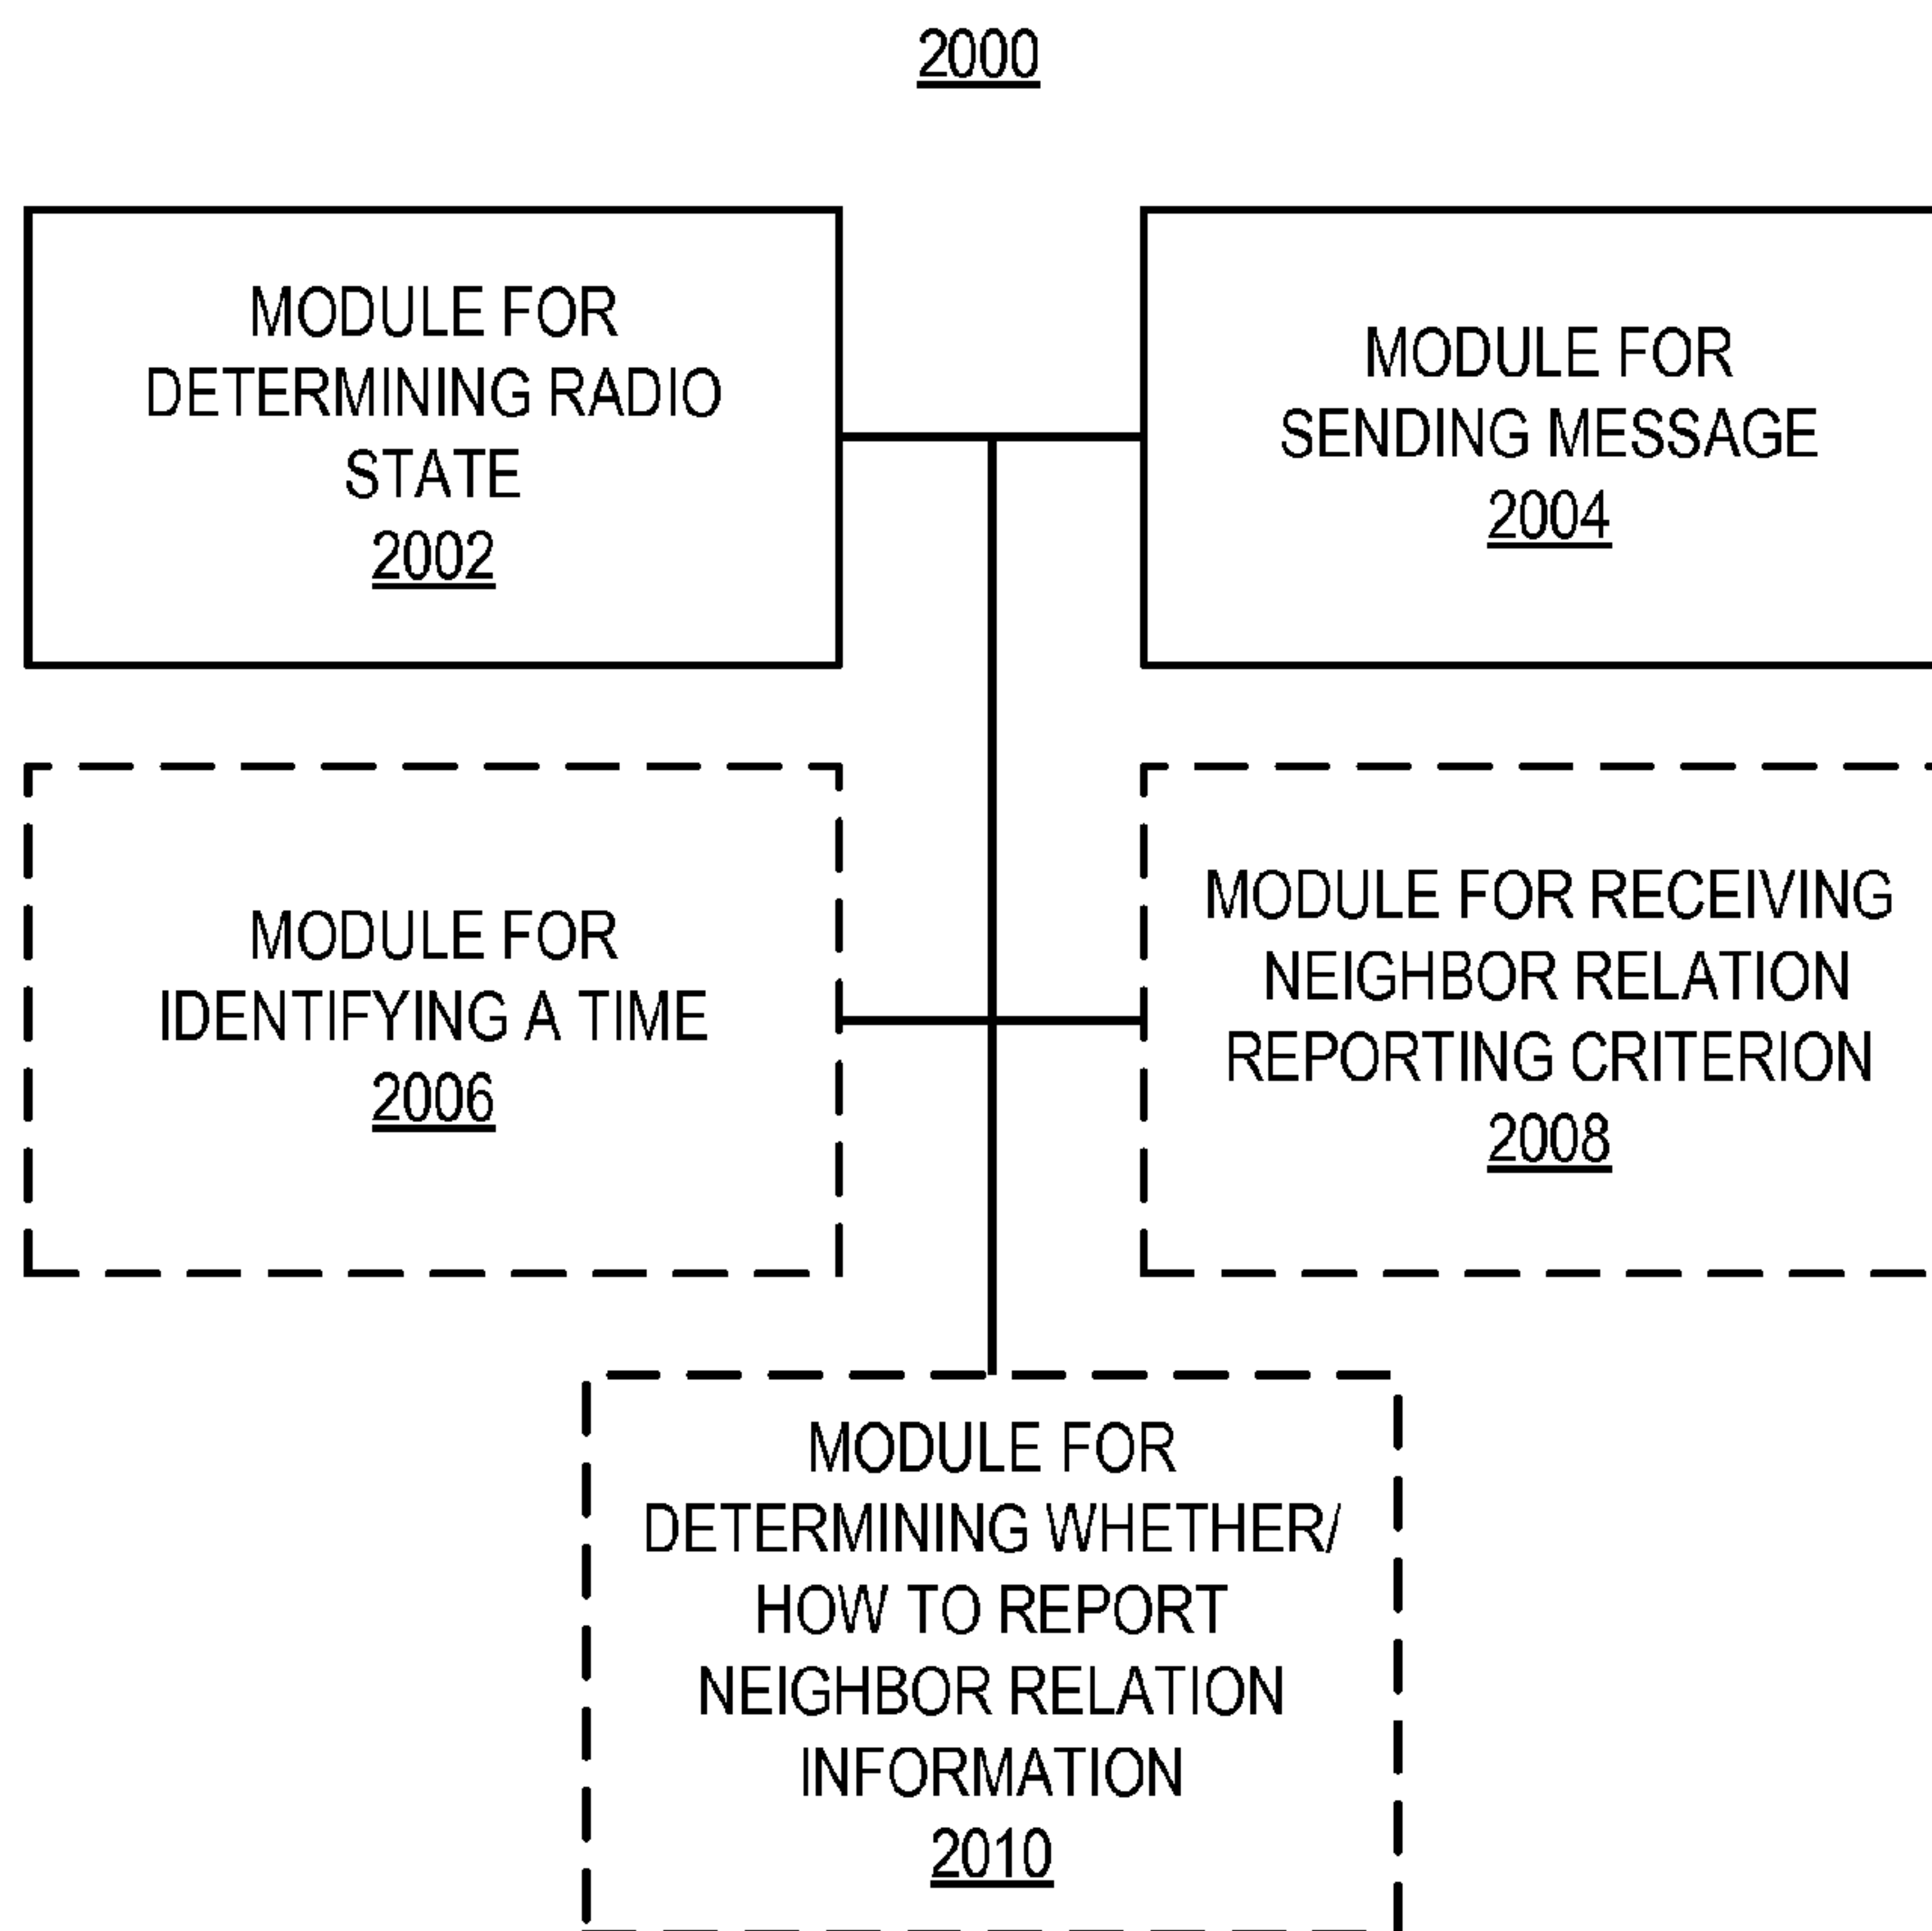 2000
MODULE FOR
DETERMINING RADIO
STATE
2002
MODULE FOR
SENDING MESSAGE
2004
MODULE FOR
IDENTIFYING A TIME
2006
MODULE FOR RECEIVING
NEIGHBOR RELATION
REPORTING CRITERION
2008
MODULE FOR
DETERMINING WHETHER/
HOW TO REPORT
NEIGHBOR RELATION
INFORMATION
2010